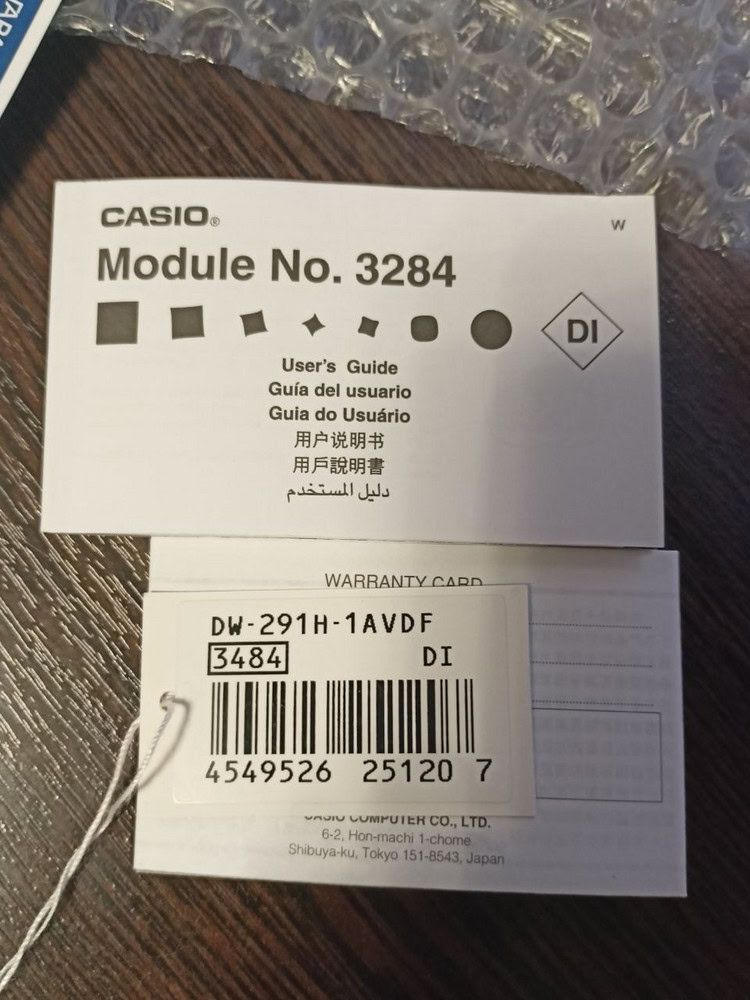 CASIO®
W
Module No. 3284
DI
User's Guide
Guía del usuario
Guia do Usuário
用户说明书
用戶說明書
دليل المستخدم
WARRANTY CARD
DW-291H-1AVDF
3484 DI
4549526 25120 7
CASIO COMPUTER CO., LTD.
6-2, Hon-machi 1-chome
Shibuya-ku, Tokyo 151-8543, Japan